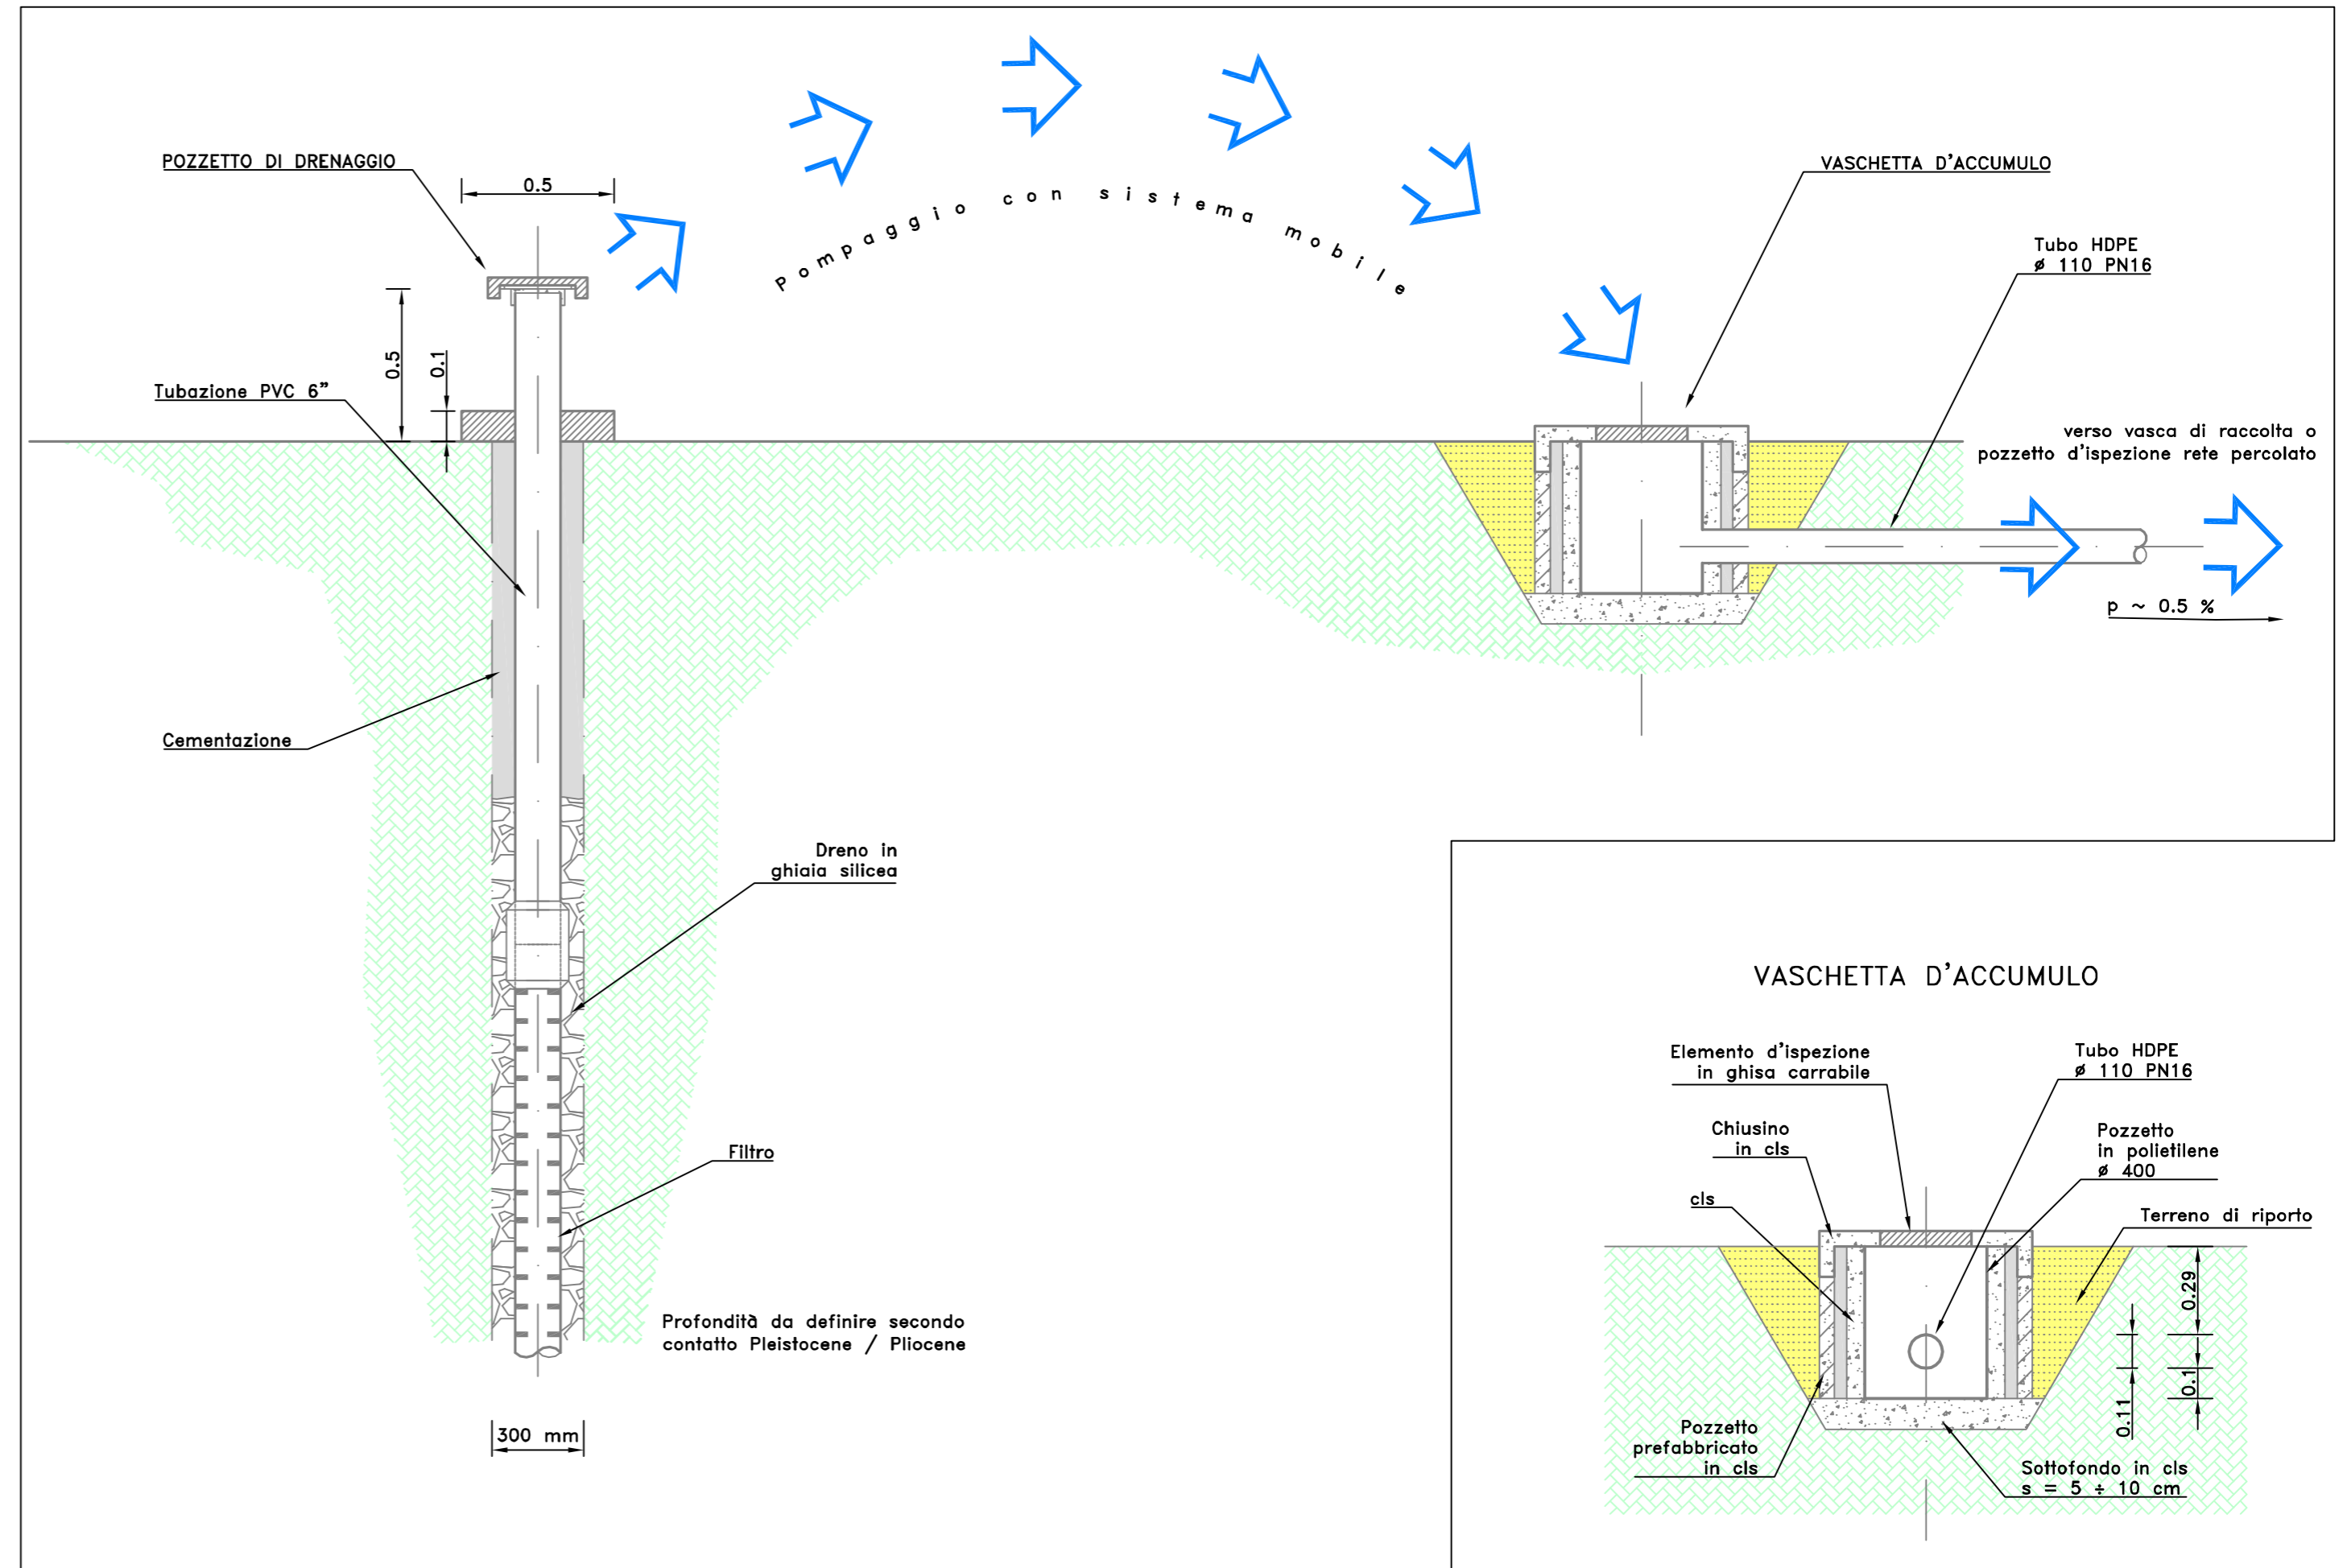 POZZETTO DI DRENAGGIO
0.5
Pompaggio con sistema mobile
VASCHETTA D'ACCUMULO
Tubo HDPE
ø 110 PN16
0.5
0.1
Tubazione PVC 6”
verso vasca di raccolta o
pozzetto d'ispezione rete percolato
p ~ 0.5 %
Cementazione
Dreno in
ghiaia silicea
Filtro
Profondità da definire secondo
contatto Pleistocene / Pliocene
300 mm
VASCHETTA D'ACCUMULO
Elemento d'ispezione
in ghisa carrabile
Tubo HDPE
ø 110 PN16
Chiusino
in cls
Pozzetto
in polietilene
ø 400
cls
Terreno di riporto
0.29
0.1
0.11
Pozzetto
prefabbricato
in cls
Sottofondo in cls
s = 5 ÷ 10 cm